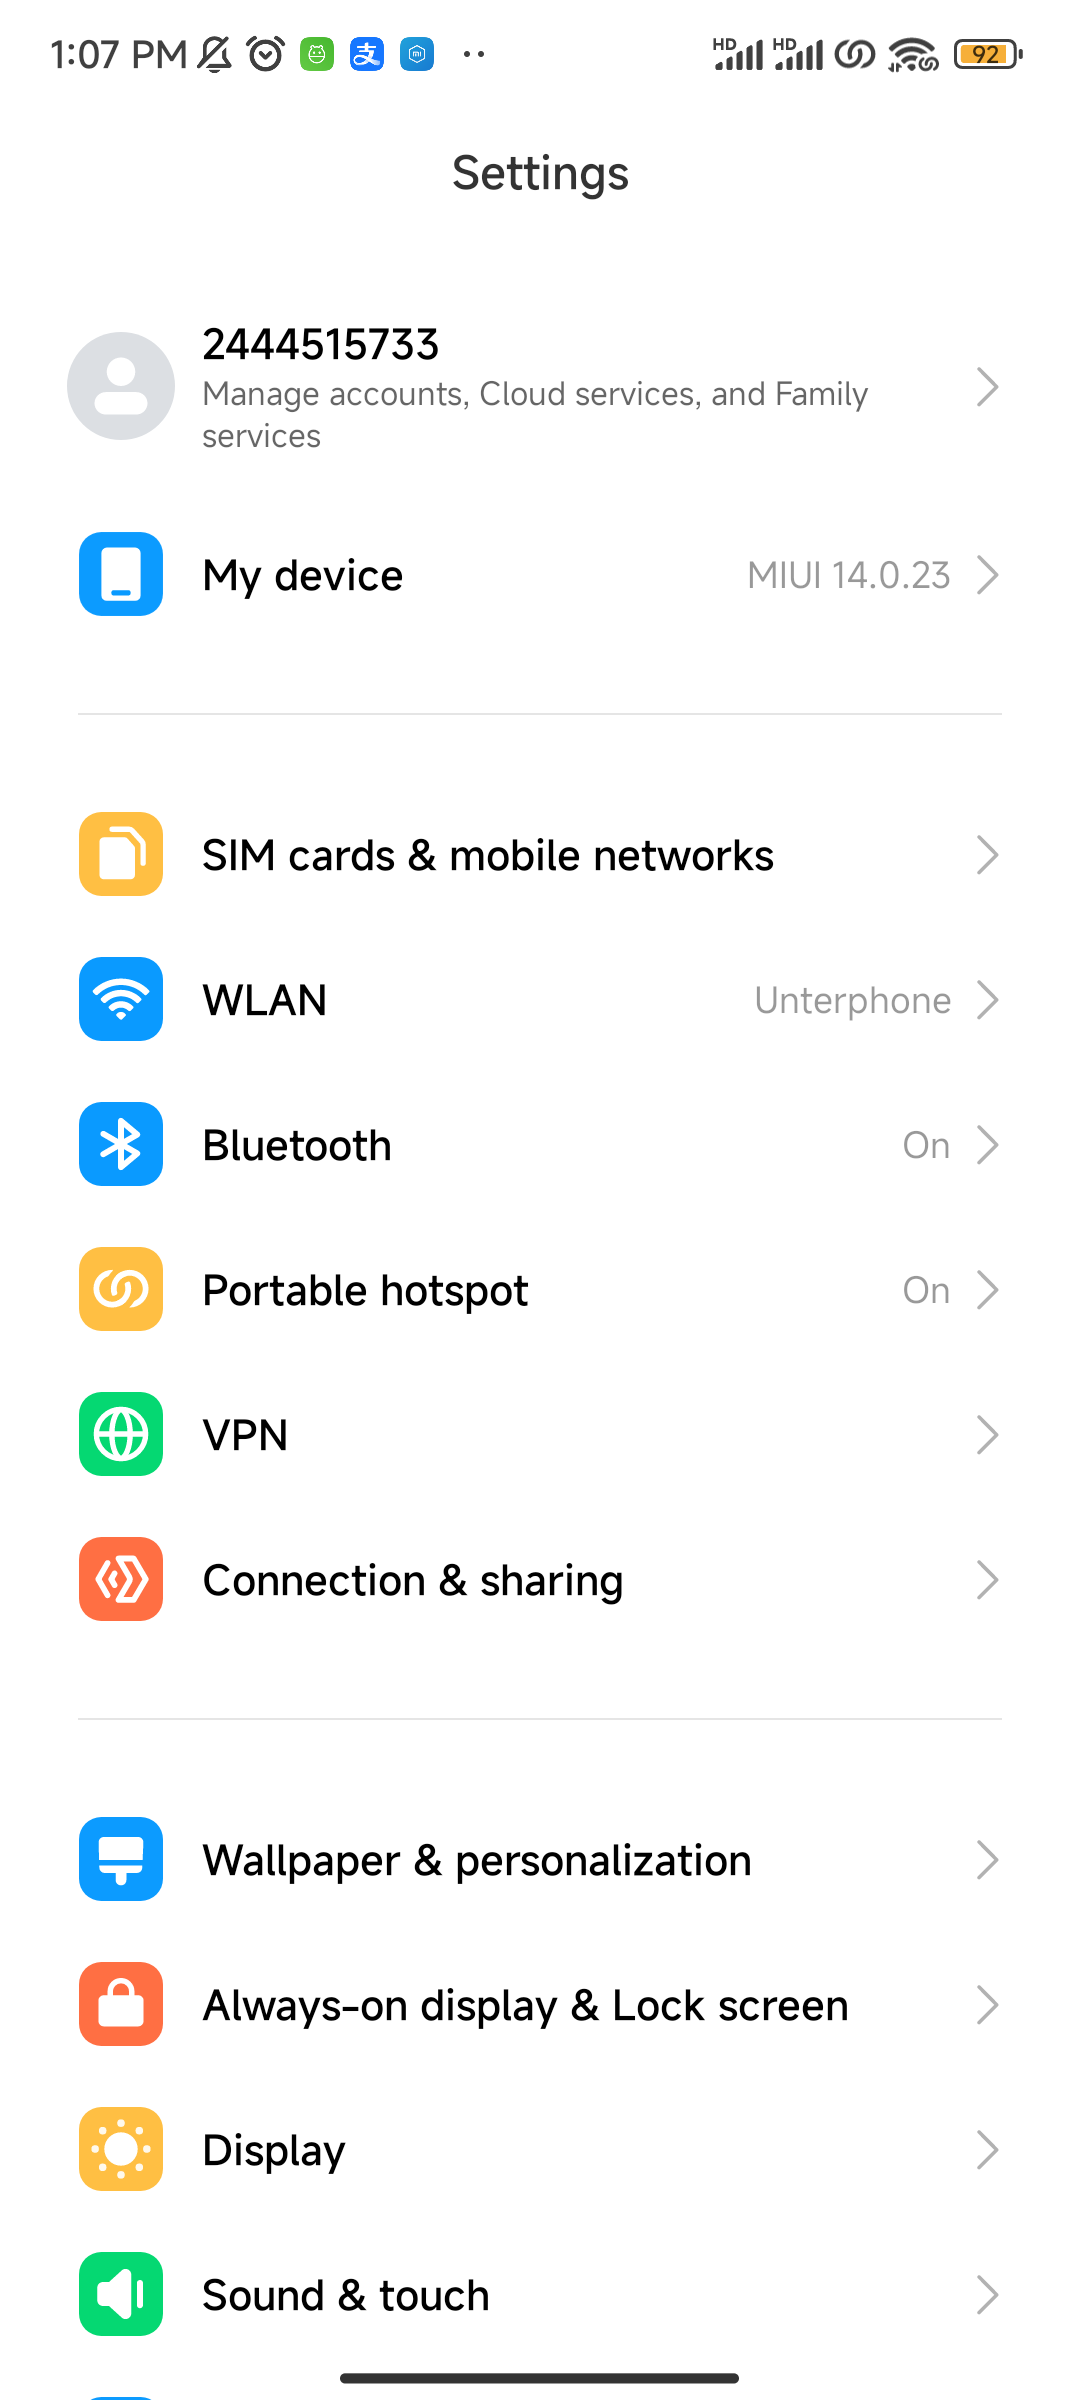 1:07 PM 支 mi HD HD 92
Settings
2444515733
Manage accounts, Cloud services, and Family
services
My device MIUI 14.0.23
SIM cards & mobile networks
WLAN Unterphone
Bluetooth On
Portable hotspot On
VPN
Connection & sharing
Wallpaper & personalization
Always-on display & Lock screen
Display
Sound & touch